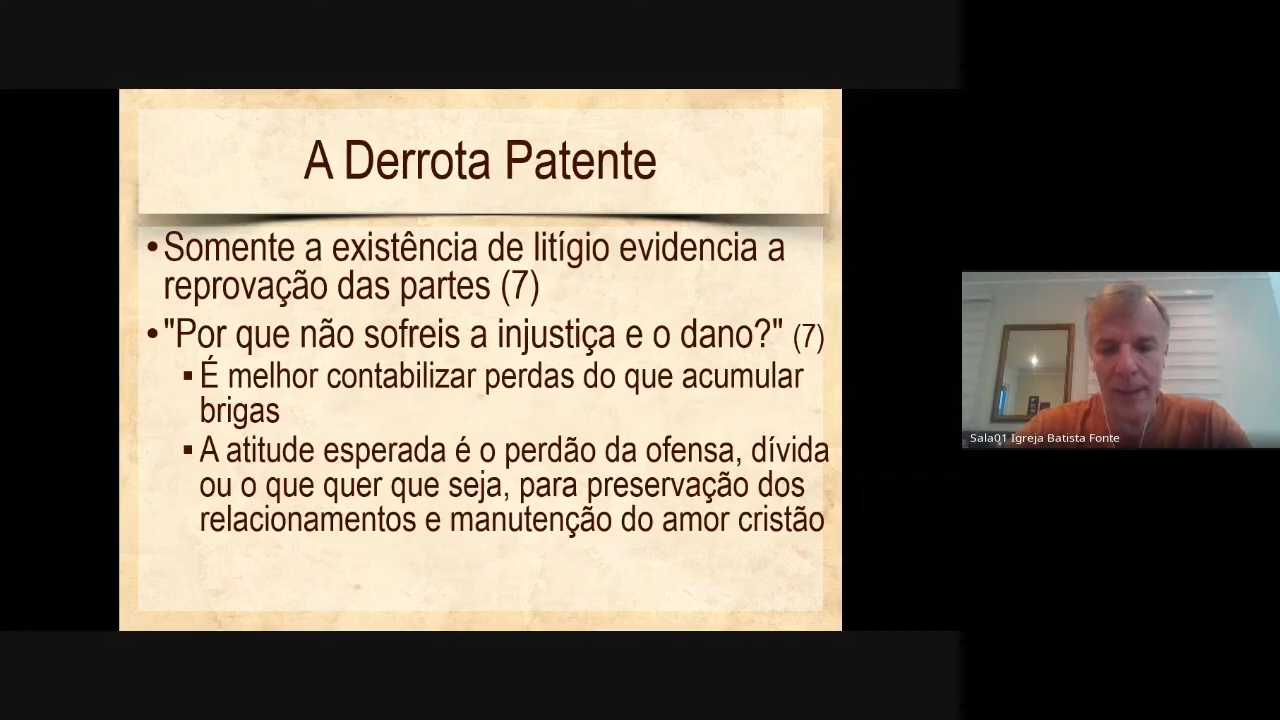 A Derrota Patente
•Somente a existência de litígio evidencia a
reprovação das partes (7)
•"Por que não sofreis a injustiça e o dano?" (7)
▪É melhor contabilizar perdas do que acumular
brigas
▪A atitude esperada é o perdão da ofensa, dívida
ou o que quer que seja, para preservação dos
relacionamentos e manutenção do amor cristão
Sala01 Igreja Batista Fonte